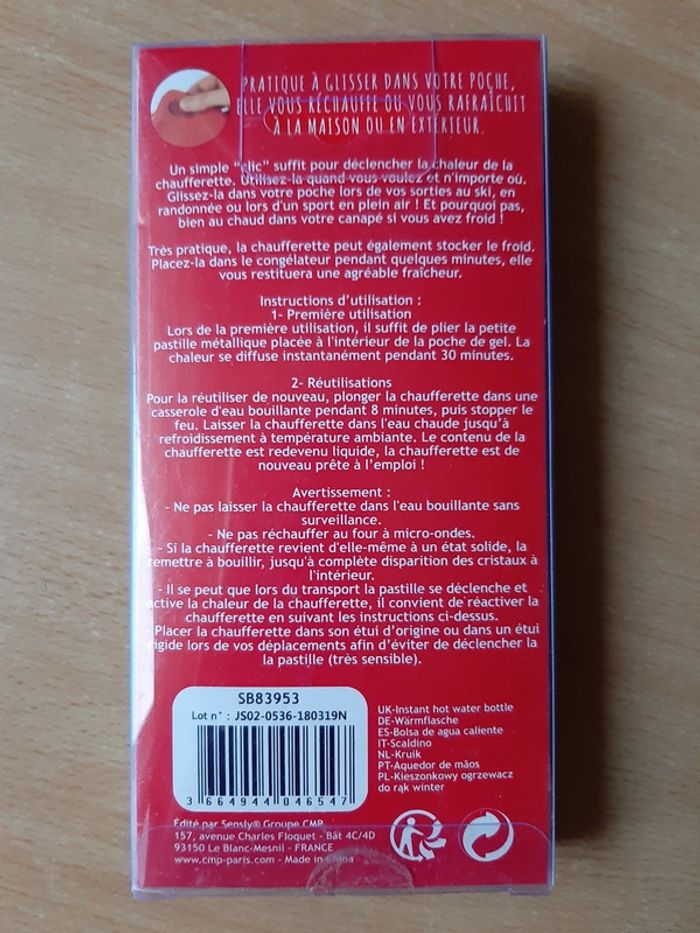 PRATIQUE À GLISSER DANS VOTRE POCHE,
ELLE VOUS RÉCHAUFFE OU VOUS RAFRAÎCHIT
À LA MAISON OU EN EXTÉRIEUR.
Un simple "clic" suffit pour déclencher la chaleur de la
chaufferette. Utilisez-la quand vous voulez et n'importe où.
Glissez-la dans votre poche lors de vos sorties au ski, en
randonnée ou lors d'un sport en plein air ! Et pourquoi pas,
bien au chaud dans votre canapé si vous avez froid !
Très pratique, la chaufferette peut également stocker le froid.
Placez-la dans le congélateur pendant quelques minutes, elle
vous restituera une agréable fraîcheur.
Instructions d'utilisation :
1- Première utilisation
Lors de la première utilisation, il suffit de plier la petite
pastille métallique placée à l'intérieur de la poche de gel. La
chaleur se diffuse instantanément pendant 30 minutes.
2- Réutilisations
Pour la réutiliser de nouveau, plonger la chaufferette dans une
casserole d'eau bouillante pendant 8 minutes, puis stopper le
feu. Laisser la chaufferette dans l'eau chaude jusqu'à
refroidissement à température ambiante. Le contenu de la
chaufferette est redevenu liquide, la chaufferette est de
nouveau prête à l'emploi !
Avertissement :
- Ne pas laisser la chaufferette dans l'eau bouillante sans
surveillance.
- Ne pas réchauffer au four à micro-ondes.
- Si la chaufferette revient d'elle-même à un état solide, la
remettre à bouillir, jusqu'à complète disparition des cristaux à
l'intérieur.
- Il se peut que lors du transport la pastille se déclenche et
active la chaleur de la chaufferette, il convient de réactiver la
chaufferette en suivant les instructions ci-dessus.
- Placer la chaufferette dans son étui d'origine ou dans un étui
rigide lors de vos déplacements afin d'éviter de déclencher la
la pastille (très sensible).
SB83953
Lot n° : JS02-0536-180319N
3 664944 046547
UK-Instant hot water bottle
DE-Wärmflasche
ES-Bolsa de agua caliente
IT-Scaldino
NL-Kruik
PT-Aquedor de mãos
PL-Kieszonkowy ogrzewacz
do rąk winter
Édité par Sensly® Groupe CMP
157, avenue Charles Floquet - Bât 4C/4D
93150 Le Blanc-Mesnil - FRANCE
www.cmp-paris.com - Made in China